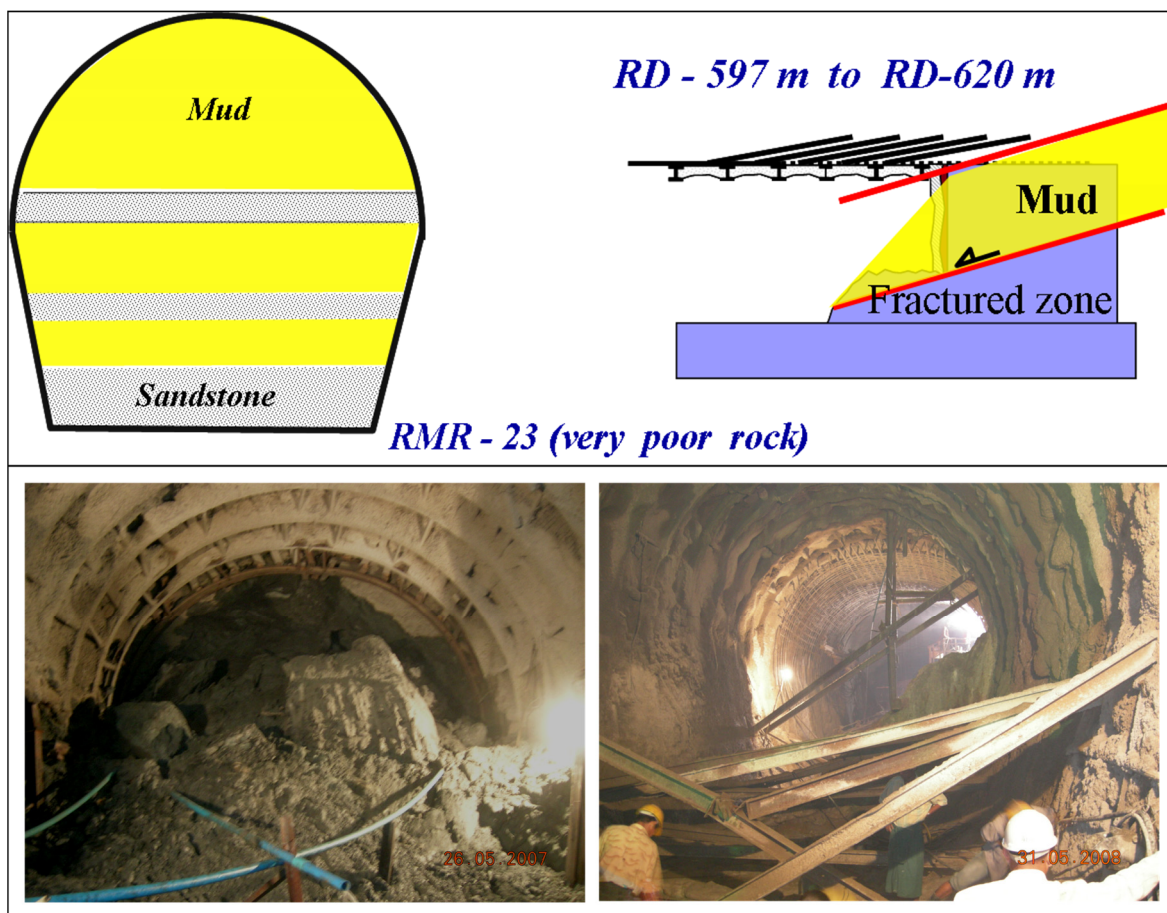 Mud
RD - 597 m to RD-620 m
Mud
Sandstone
Fractured zone
RMR - 23 (very poor rock)
26 05 2007
31.05.2008